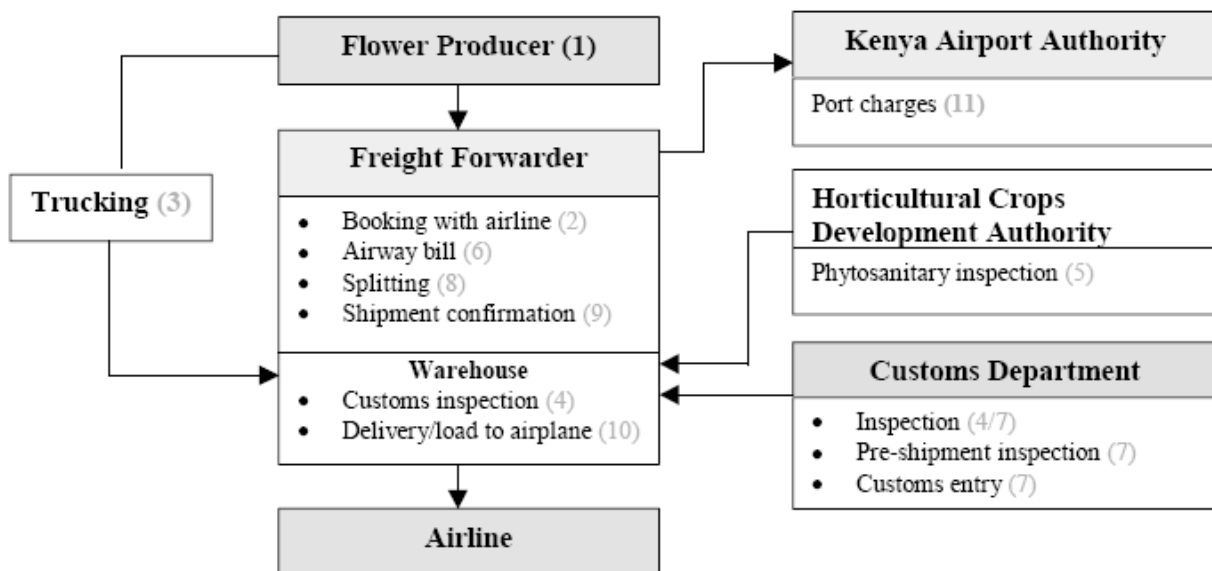 Flower Producer (1)
Trucking (3)
Freight Forwarder
• Booking with airline (2)
• Airway bill (6)
• Splitting (8)
• Shipment confirmation (9)
Warehouse
• Customs inspection (4)
• Delivery/load to airplane (10)
Airline
Kenya Airport Authority
Port charges (11)
Horticultural Crops
Development Authority
Phytosanitary inspection (5)
Customs Department
• Inspection (4/7)
• Pre-shipment inspection (7)
• Customs entry (7)